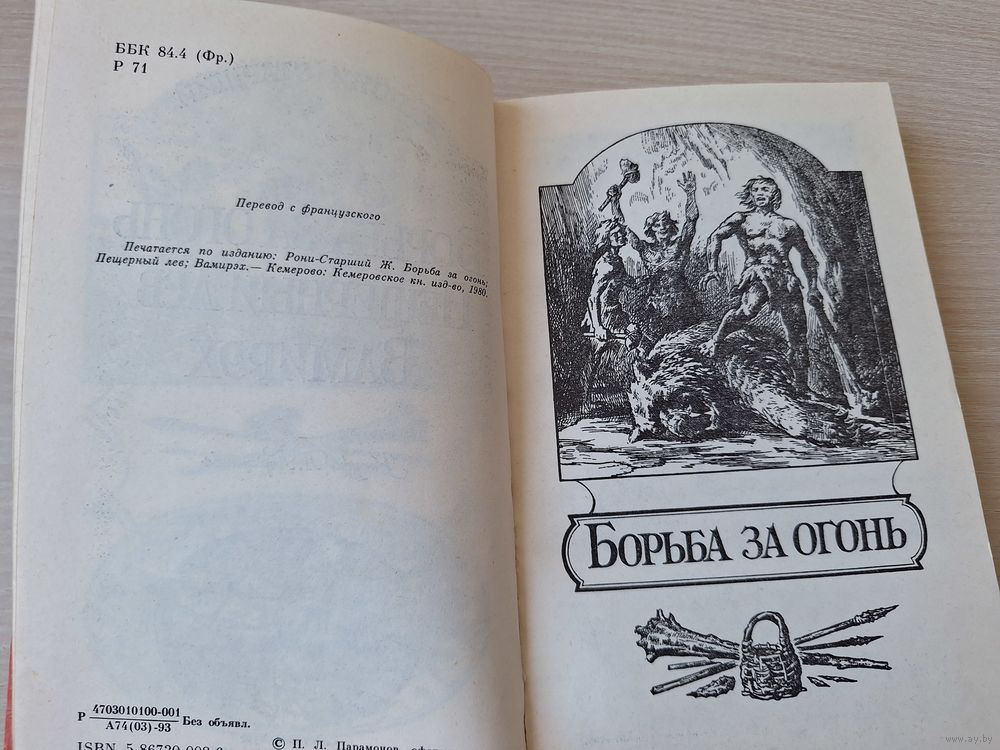 ББК 84.4 (Фр.)
Р 71
Перевод с французского
Печатается по изданию: Рони-Старший Ж. Борьба за огонь;
Пещерный лев; Вамирэх.— Кемерово: Кемеровское кн. изд-во, 1980.
Р 4703010100-001 Без объявл.
А74(03)-93
© П. Л. Парамонов,
БОРЬБА ЗА ОГОНЬ
www.ay.by